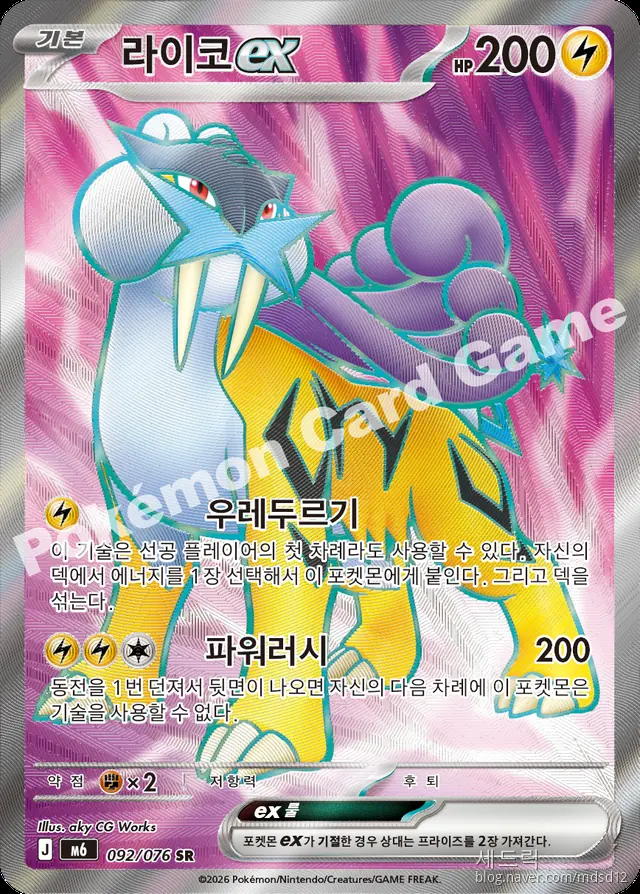 기본 라이코ex HP200
우레두르기
이 기술은 선공 플레이어의 첫 차례라도 사용할 수 있다. 자신의
덱에서 에너지를 1장 선택해서 이 포켓몬에게 붙인다. 그리고 덱을
섞는다.
파워러시 200
동전을 1번 던져서 뒷면이 나오면 자신의 다음 차례에 이 포켓몬은
기술을 사용할 수 없다.
약점 ×2 저항력 후퇴
ex룰
포켓몬 ex가 기절한 경우 상대는 프라이즈를 2장 가져간다.
Illus. aky CG Works
J M6 092/076 SR
©2026 Pokémon/Nintendo/Creatures/GAME FREAK.
Pokémon Card Game
세드릭
blog.naver.com/mdsd12